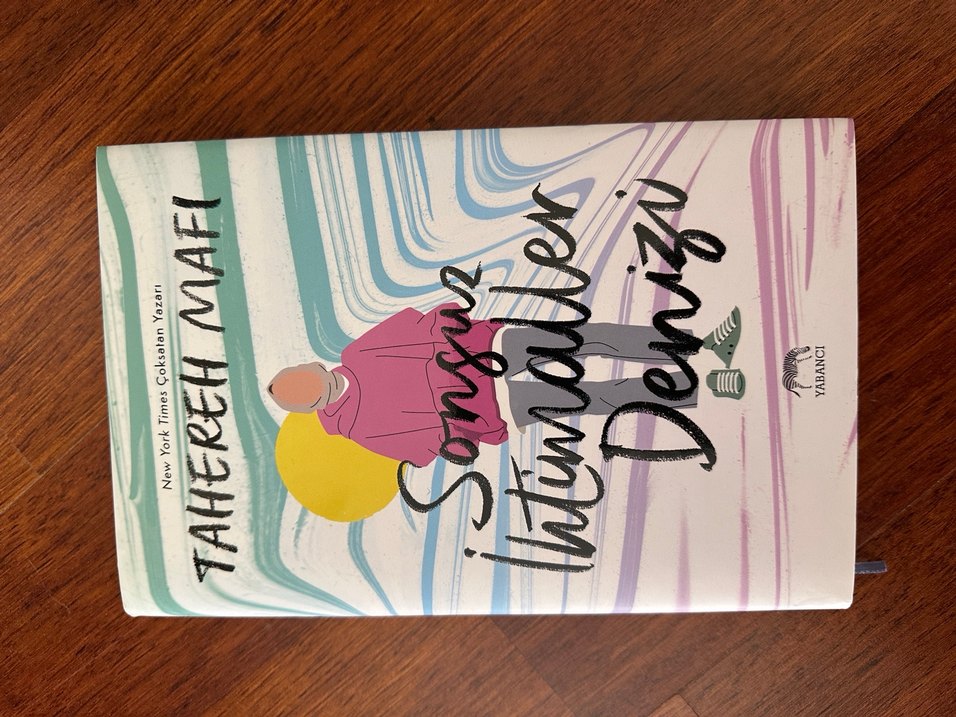 New York Times Çoksatan Yazarı
TAHEREH MAFI
Sonsuz
İhtimaller
Denizi
YABANCI